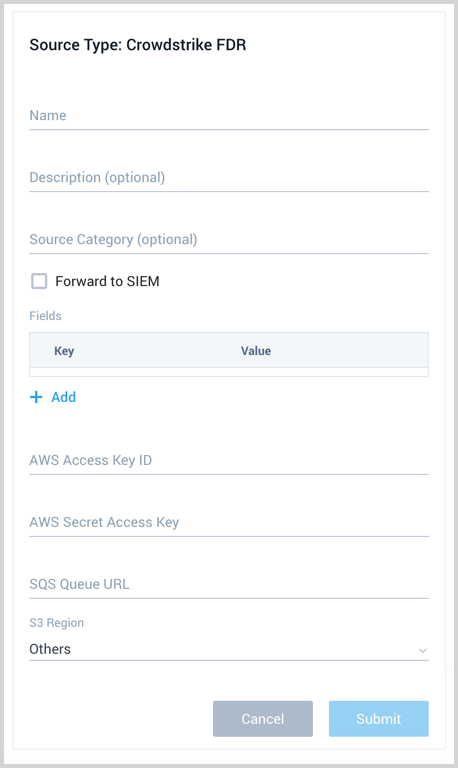 Source Type: Crowdstrike FDR
Name
Description (optional)
Source Category (optional)
Forward to SIEM
Fields
Key Value
+ Add
AWS Access Key ID
AWS Secret Access Key
SQS Queue URL
S3 Region
Others
Cancel Submit